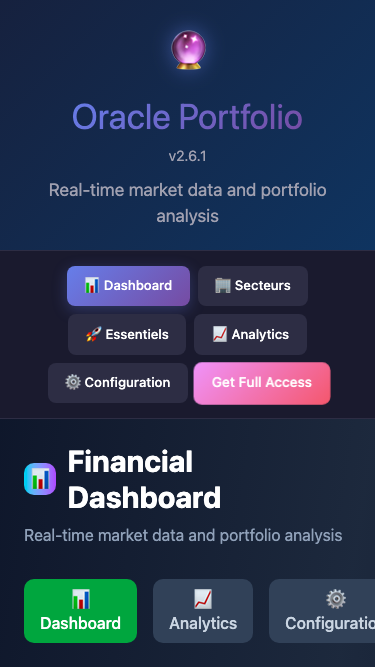 Oracle Portfolio
v2.6.1
Real-time market data and portfolio
analysis
Dashboard
Secteurs
Essentiels
Analytics
Configuration
Get Full Access
Financial
Dashboard
Real-time market data and portfolio analysis
Dashboard
Analytics
Configuratio